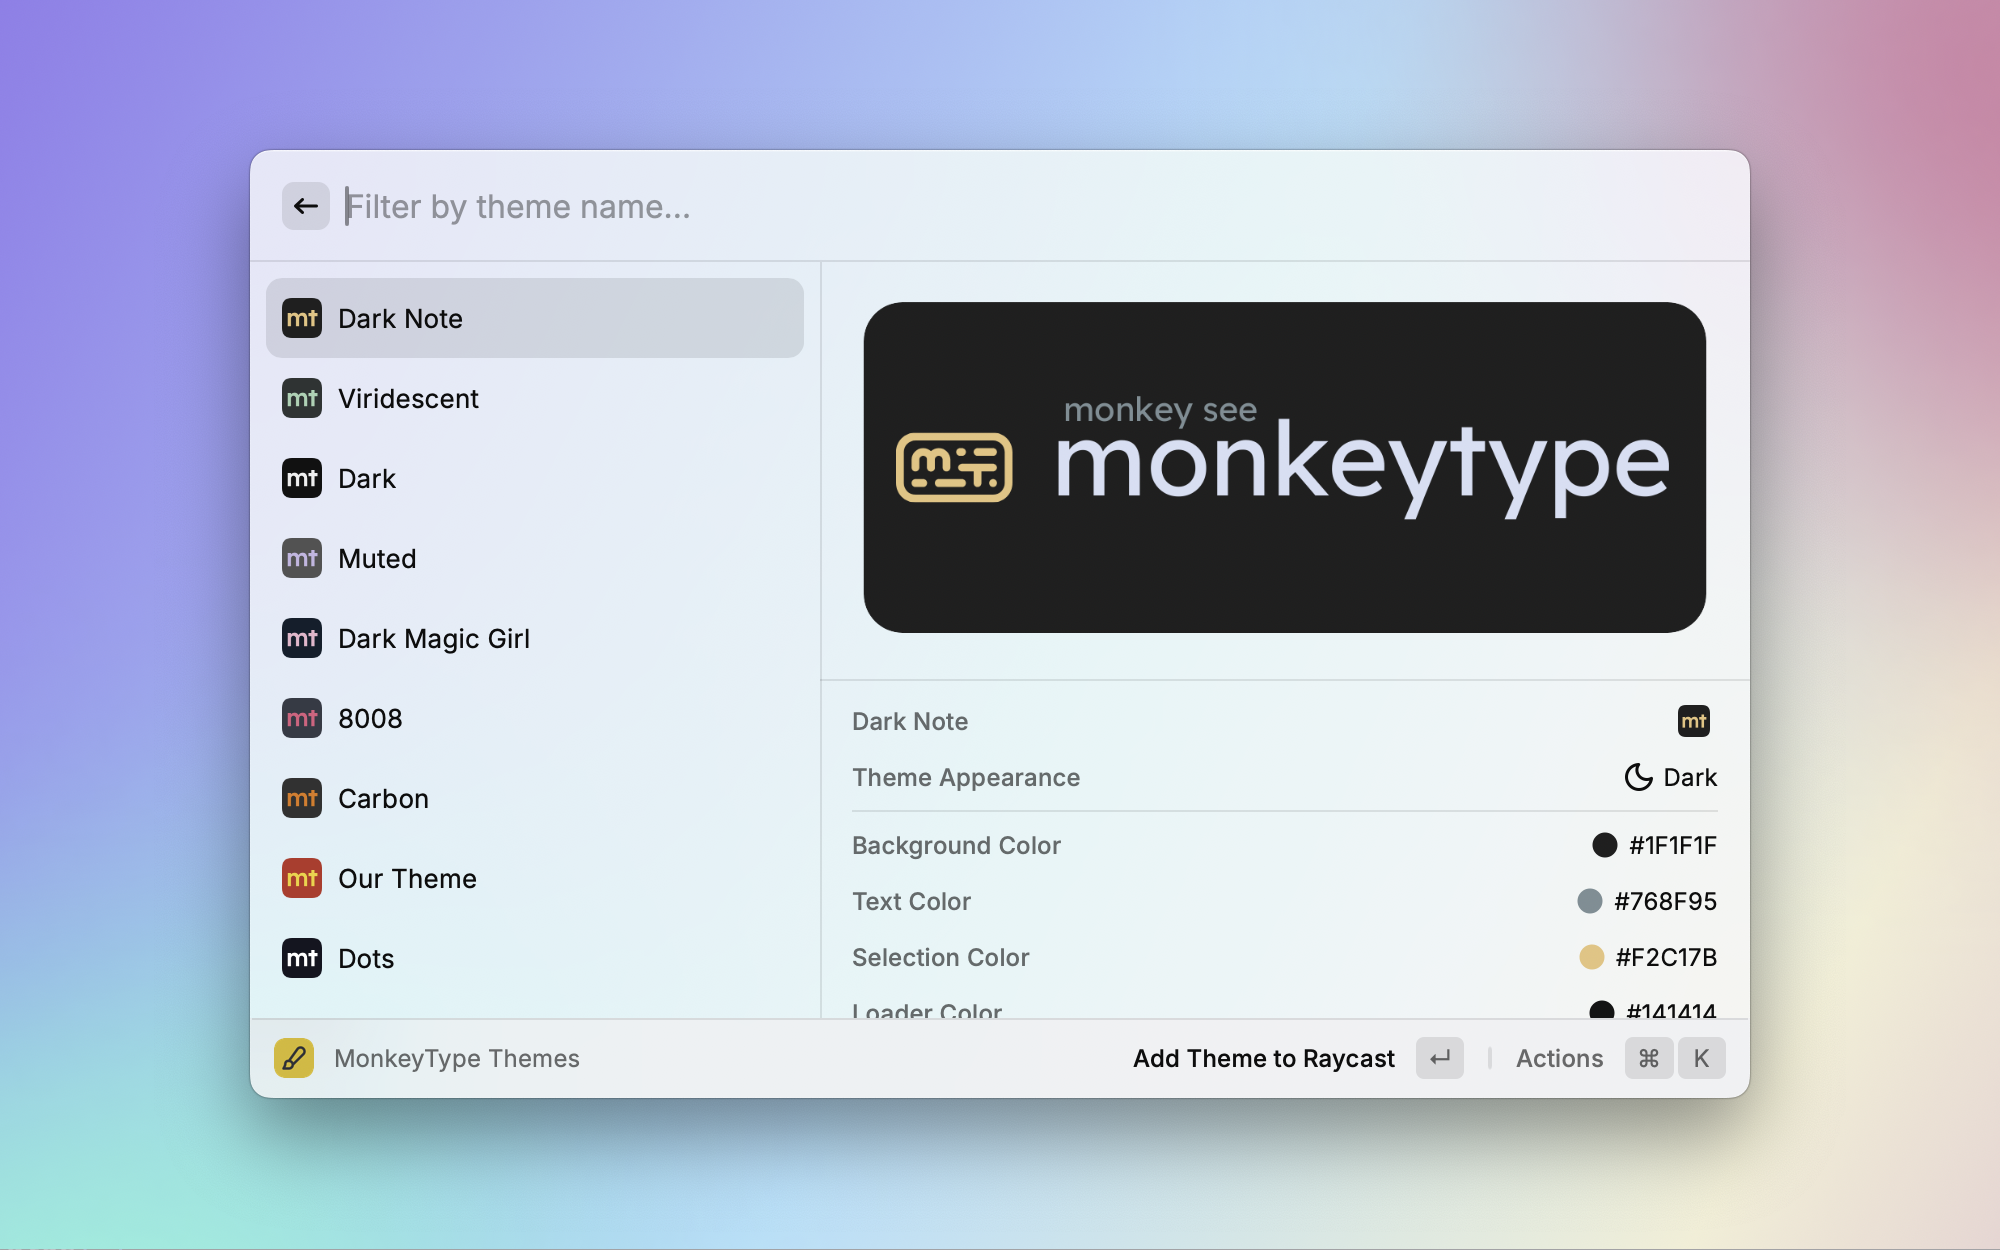 Filter by theme name...
mt Dark Note
mt Viridescent
mt Dark
mt Muted
mt Dark Magic Girl
mt 8008
mt Carbon
mt Our Theme
mt Dots
monkey see
mT
monkeytype
Dark Note mt
Theme Appearance Dark
Background Color #1F1F1F
Text Color #768F95
Selection Color #F2C17B
Loader Color #141414
MonkeyType Themes
Add Theme to Raycast ↵ Actions ⌘ K